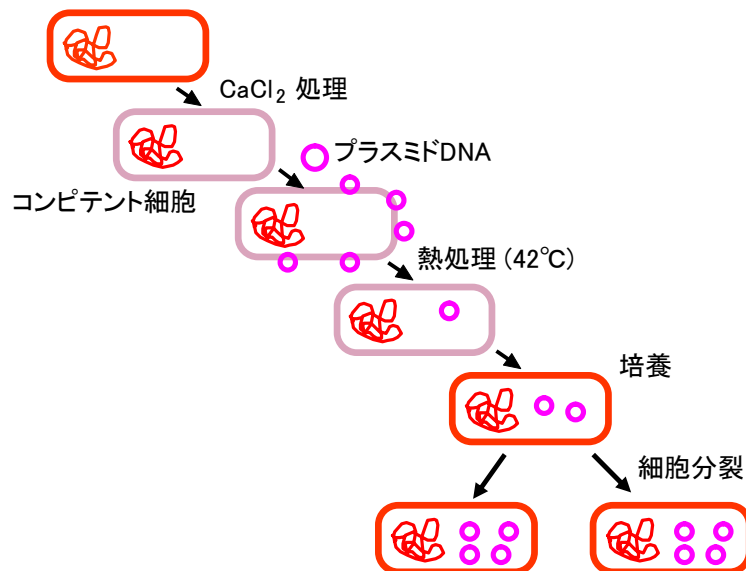 CaCl₂ 処理
プラスミドDNA
コンピテント細胞
熱処理 (42℃)
培養
細胞分裂